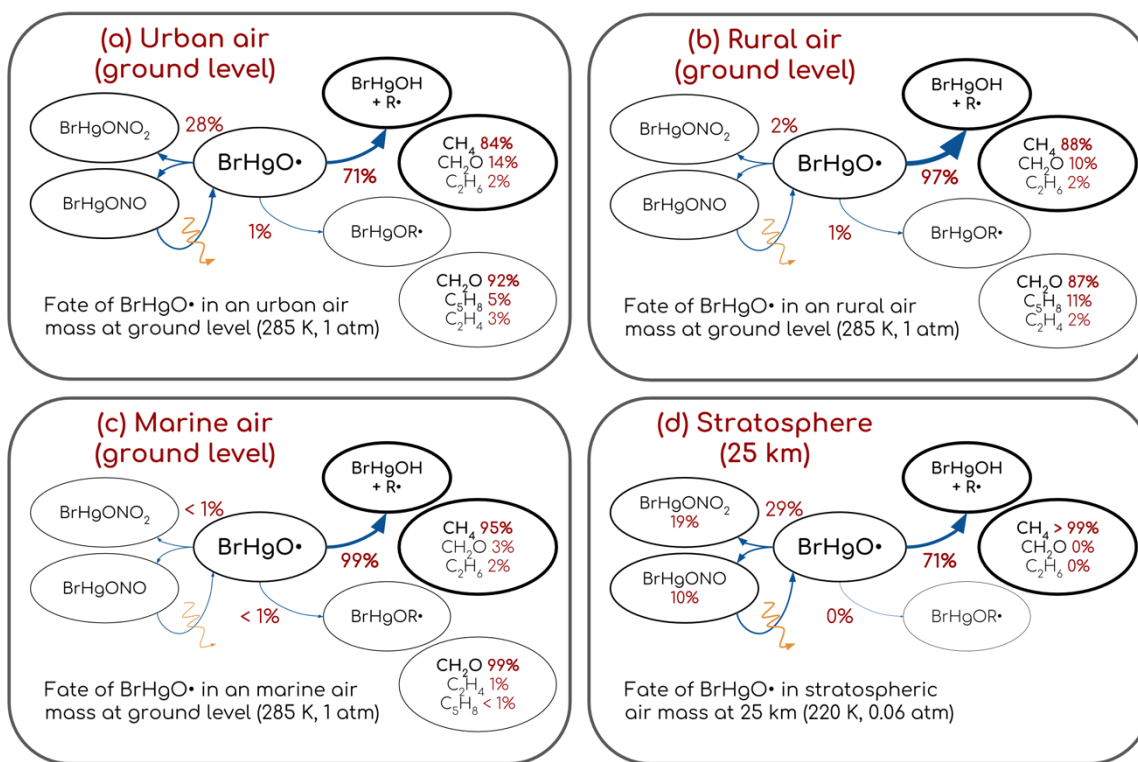 (a) Urban air
(ground level)
BrHgONO₂
28%
BrHgO•
BrHgOH
+ R•
71%
CH₄ 84%
CH₂O 14%
C₂H₆ 2%
BrHgONO
1%
BrHgOR•
CH₂O 92%
C₅H₈ 5%
C₂H₄ 3%
Fate of BrHgO• in an urban air
mass at ground level (285 K, 1 atm)
(b) Rural air
(ground level)
BrHgONO₂
2%
BrHgO•
BrHgOH
+ R•
97%
CH₄ 88%
CH₂O 10%
C₂H₆ 2%
BrHgONO
1%
BrHgOR•
CH₂O 87%
C₅H₈ 11%
C₂H₄ 2%
Fate of BrHgO• in an rural air
mass at ground level (285 K, 1 atm)
(c) Marine air
(ground level)
BrHgONO₂
< 1%
BrHgO•
BrHgOH
+ R•
99%
CH₄ 95%
CH₂O 3%
C₂H₆ 2%
BrHgONO
< 1%
BrHgOR•
CH₂O 99%
C₂H₄ 1%
C₅H₈ < 1%
Fate of BrHgO• in an marine air
mass at ground level (285 K, 1 atm)
(d) Stratosphere
(25 km)
BrHgONO₂
19%
29%
BrHgO•
BrHgOH
+ R•
71%
CH₄ > 99%
CH₂O 0%
C₂H₆ 0%
BrHgONO
10%
0%
BrHgOR•
Fate of BrHgO• in stratospheric
air mass at 25 km (220 K, 0.06 atm)